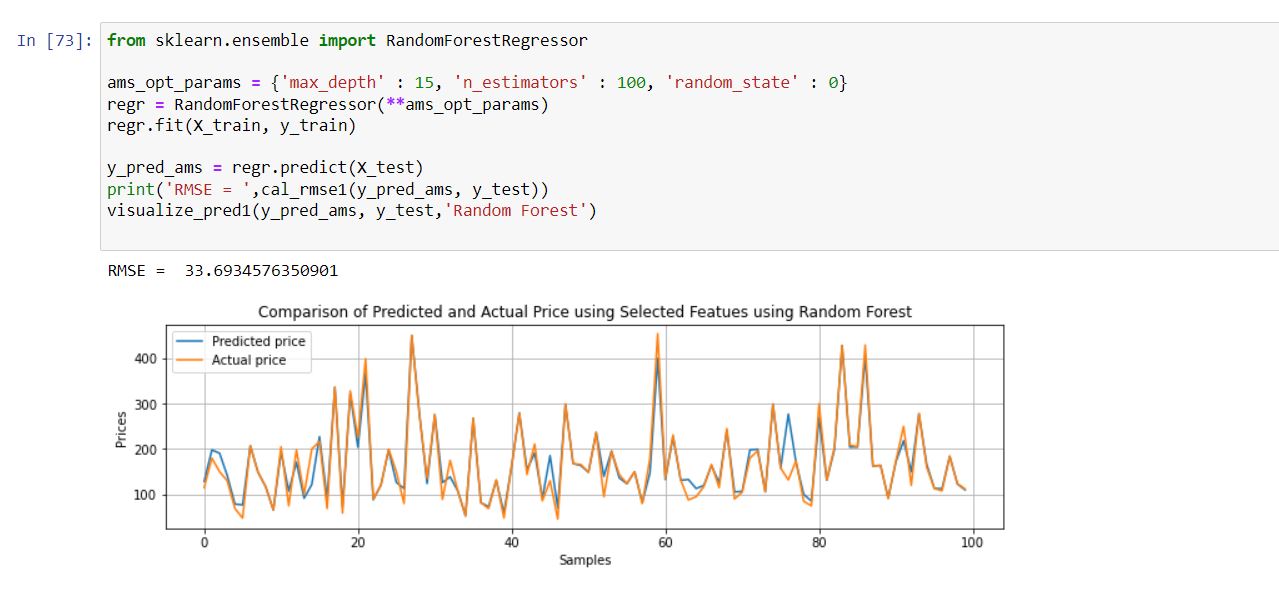 In [73]: from sklearn.ensemble import RandomForestRegressor
ams_opt_params = {'max_depth' : 15, 'n_estimators' : 100, 'random_state' : 0}
regr = RandomForestRegressor(**ams_opt_params)
regr.fit(X_train, y_train)
y_pred_ams = regr.predict(X_test)
print('RMSE = ',cal_rmse1(y_pred_ams, y_test))
visualize_pred1(y_pred_ams, y_test,'Random Forest')
RMSE =  33.6934576350901
Comparison of Predicted and Actual Price using Selected Featues using Random Forest
Predicted price
Actual price
400
300
200
100
Prices
0 20 40 60 80 100
Samples